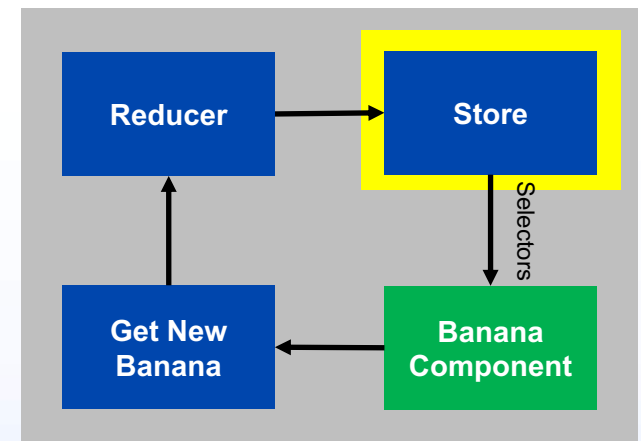 Reducer
Store
Selectors
Get New
Banana
Banana
Component